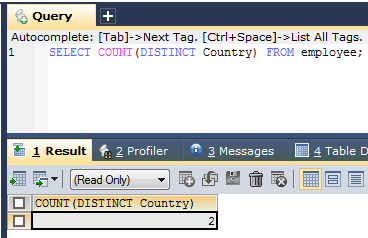 Query
Autocomplete: [Tab]->Next Tag. [Ctrl+Space]->List All Tags.
1 SELECT COUNT(DISTINCT Country) FROM employee;
1 Result 2 Profiler 3 Messages 4 Table D
(Read Only)
COUNT(DISTINCT Country)
2